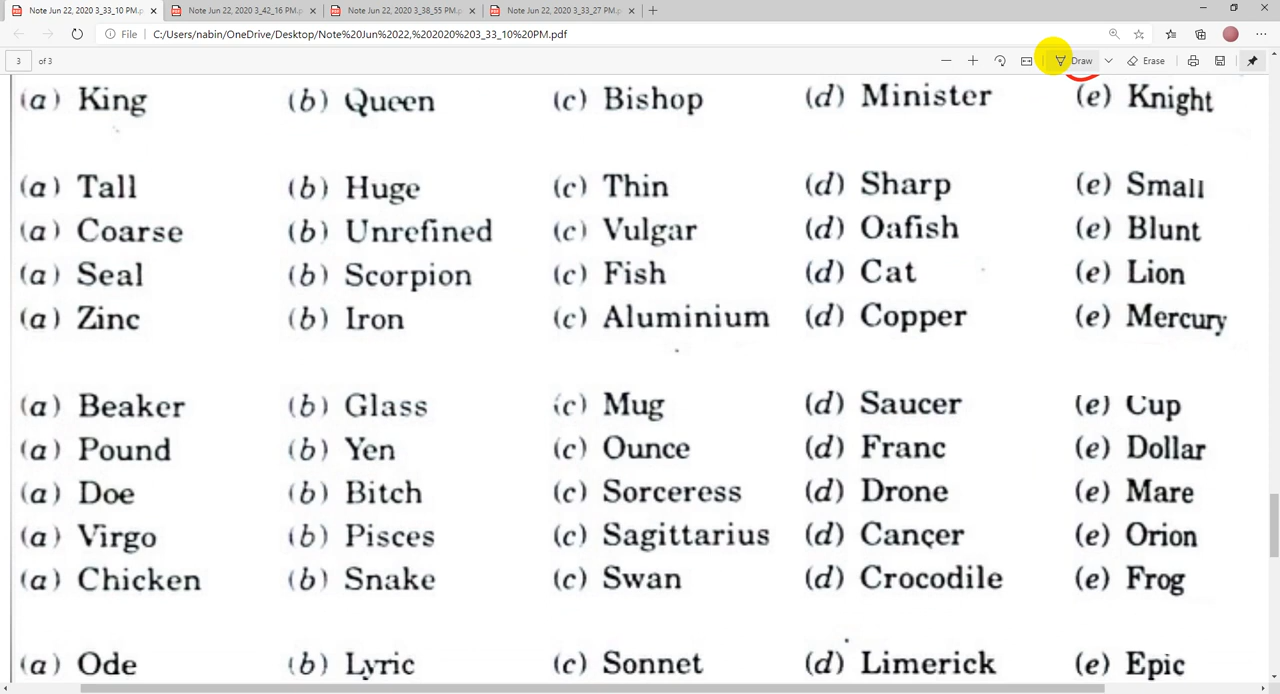 Note Jun 22, 2020 3_33_10 PM.p Note Jun 22, 2020 3_42_16 PM.p Note Jun 22, 2020 3_38_55 PM.p Note Jun 22, 2020 3_33_27 PM.p
File C:/Users/nabin/OneDrive/Desktop/Note%20Jun%2022,%202020%203_33_10%20PM.pdf
3 of 3 Draw Erase
(a) King (b) Queen (c) Bishop (d) Minister (e) Knight
(a) Tall (b) Huge (c) Thin (d) Sharp (e) Small
(a) Coarse (b) Unrefined (c) Vulgar (d) Oafish (e) Blunt
(a) Seal (b) Scorpion (c) Fish (d) Cat (e) Lion
(a) Zinc (b) Iron (c) Aluminium (d) Copper (e) Mercury
(a) Beaker (b) Glass (c) Mug (d) Saucer (e) Cup
(a) Pound (b) Yen (c) Ounce (d) Franc (e) Dollar
(a) Doe (b) Bitch (c) Sorceress (d) Drone (e) Mare
(a) Virgo (b) Pisces (c) Sagittarius (d) Cancer (e) Orion
(a) Chicken (b) Snake (c) Swan (d) Crocodile (e) Frog
(a) Ode (b) Lyric (c) Sonnet (d) Limerick (e) Epic